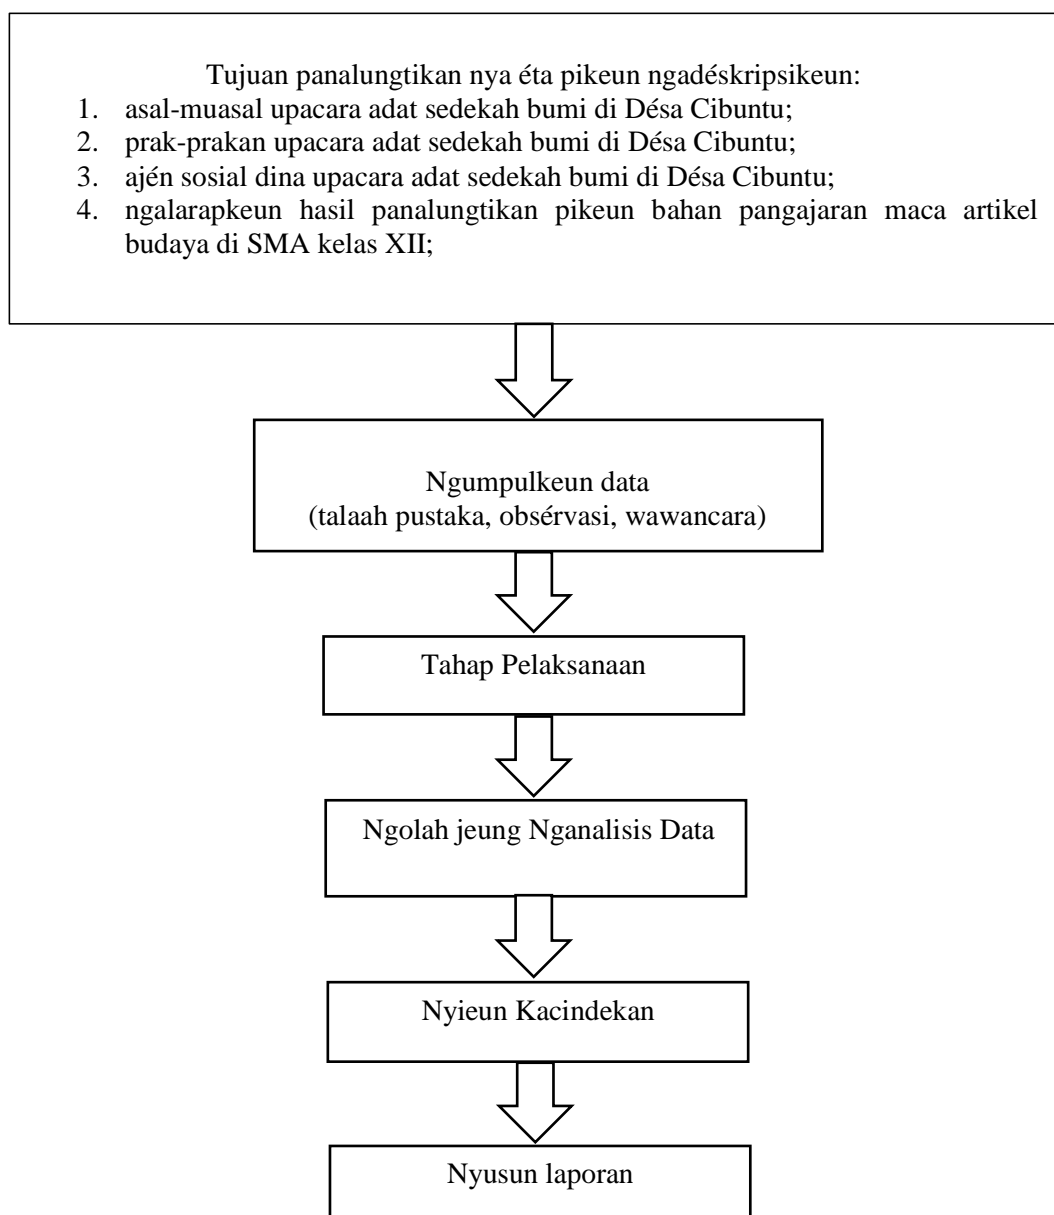 Tujuan panalungtikan nya éta pikeun ngadéskripsikeun:
1. asal-muasal upacara adat sedekah bumi di Désa Cibuntu;
2. prak-prakan upacara adat sedekah bumi di Désa Cibuntu;
3. ajén sosial dina upacara adat sedekah bumi di Désa Cibuntu;
4. ngalarapkeun hasil panalungtikan pikeun bahan pangajaran maca artikel
budaya di SMA kelas XII;
Ngumpulkeun data
(talaah pustaka, obsérvasi, wawancara)
Tahap Pelaksanaan
Ngolah jeung Nganalisis Data
Nyieun Kacindekan
Nyusun laporan